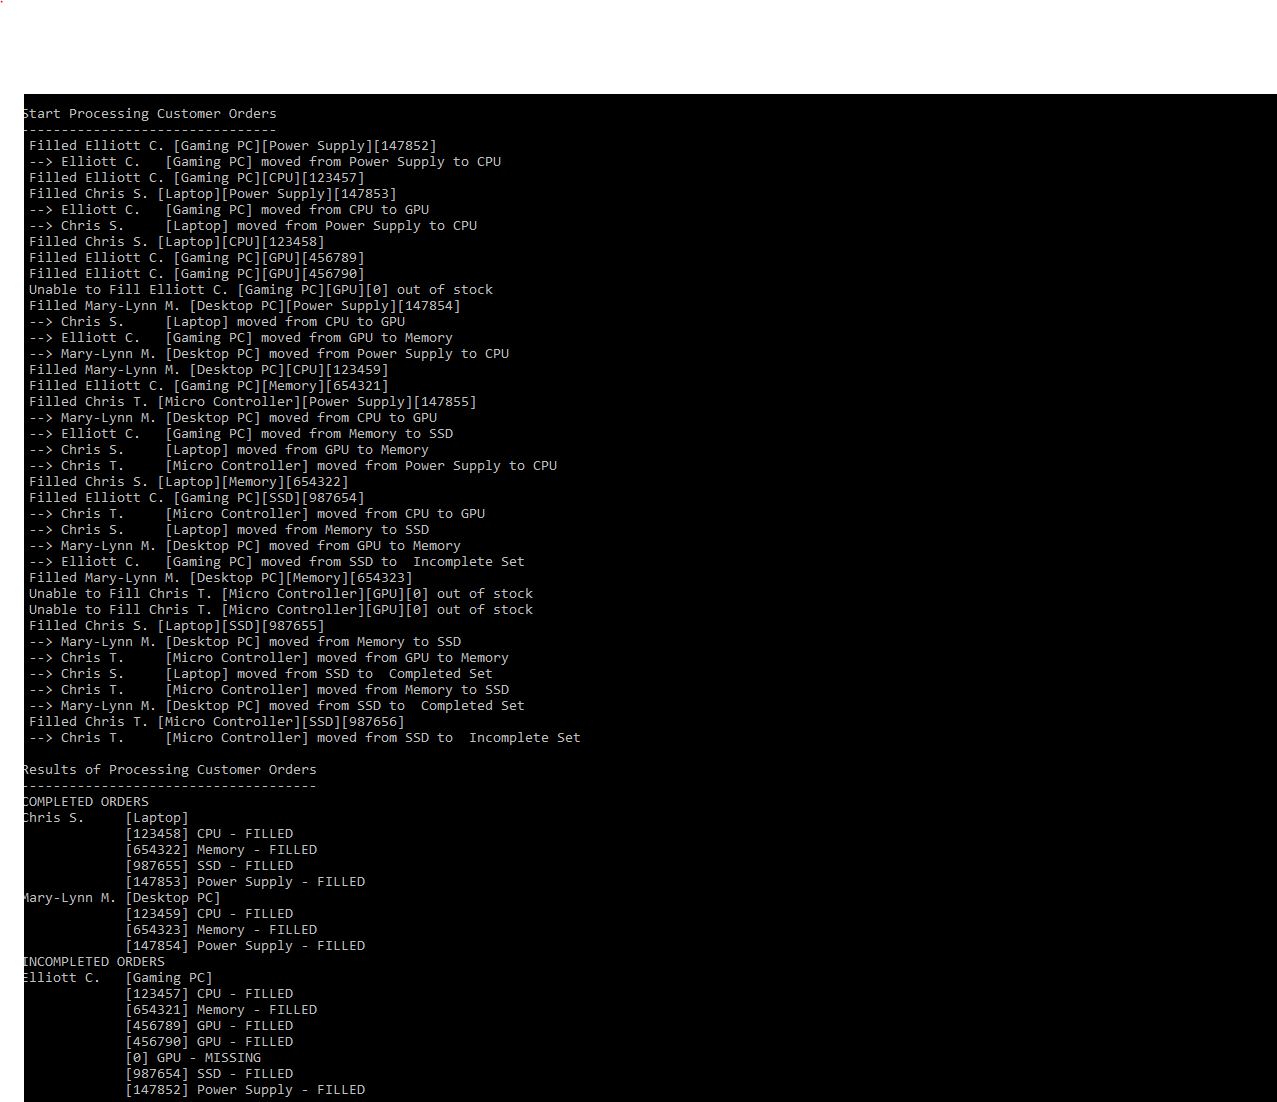 Start Processing Customer Orders
--------------------------------
Filled Elliott C. [Gaming PC][Power Supply][147852]
--> Elliott C.   [Gaming PC] moved from Power Supply to CPU
Filled Elliott C. [Gaming PC][CPU][123457]
Filled Chris S. [Laptop][Power Supply][147853]
--> Elliott C.   [Gaming PC] moved from CPU to GPU
--> Chris S.     [Laptop] moved from Power Supply to CPU
Filled Chris S. [Laptop][CPU][123458]
Filled Elliott C. [Gaming PC][GPU][456789]
Filled Elliott C. [Gaming PC][GPU][456790]
Unable to Fill Elliott C. [Gaming PC][GPU][0] out of stock
Filled Mary-Lynn M. [Desktop PC][Power Supply][147854]
--> Chris S.     [Laptop] moved from CPU to GPU
--> Elliott C.   [Gaming PC] moved from GPU to Memory
--> Mary-Lynn M. [Desktop PC] moved from Power Supply to CPU
Filled Mary-Lynn M. [Desktop PC][CPU][123459]
Filled Elliott C. [Gaming PC][Memory][654321]
Filled Chris T. [Micro Controller][Power Supply][147855]
--> Mary-Lynn M. [Desktop PC] moved from CPU to GPU
--> Elliott C.   [Gaming PC] moved from Memory to SSD
--> Chris S.     [Laptop] moved from GPU to Memory
--> Chris T.     [Micro Controller] moved from Power Supply to CPU
Filled Chris S. [Laptop][Memory][654322]
Filled Elliott C. [Gaming PC][SSD][987654]
--> Chris T.     [Micro Controller] moved from CPU to GPU
--> Chris S.     [Laptop] moved from Memory to SSD
--> Mary-Lynn M. [Desktop PC] moved from GPU to Memory
--> Elliott C.   [Gaming PC] moved from SSD to  Incomplete Set
Filled Mary-Lynn M. [Desktop PC][Memory][654323]
Unable to Fill Chris T. [Micro Controller][GPU][0] out of stock
Unable to Fill Chris T. [Micro Controller][GPU][0] out of stock
Filled Chris S. [Laptop][SSD][987655]
--> Mary-Lynn M. [Desktop PC] moved from Memory to SSD
--> Chris T.     [Micro Controller] moved from GPU to Memory
--> Chris S.     [Laptop] moved from SSD to  Completed Set
--> Chris T.     [Micro Controller] moved from Memory to SSD
--> Mary-Lynn M. [Desktop PC] moved from SSD to  Completed Set
Filled Chris T. [Micro Controller][SSD][987656]
--> Chris T.     [Micro Controller] moved from SSD to  Incomplete Set
Results of Processing Customer Orders
-------------------------------------
COMPLETED ORDERS
Chris S.     [Laptop]
[123458] CPU - FILLED
[654322] Memory - FILLED
[987655] SSD - FILLED
[147853] Power Supply - FILLED
Mary-Lynn M. [Desktop PC]
[123459] CPU - FILLED
[654323] Memory - FILLED
[147854] Power Supply - FILLED
INCOMPLETED ORDERS
Elliott C.   [Gaming PC]
[123457] CPU - FILLED
[654321] Memory - FILLED
[456789] GPU - FILLED
[456790] GPU - FILLED
[0] GPU - MISSING
[987654] SSD - FILLED
[147852] Power Supply - FILLED